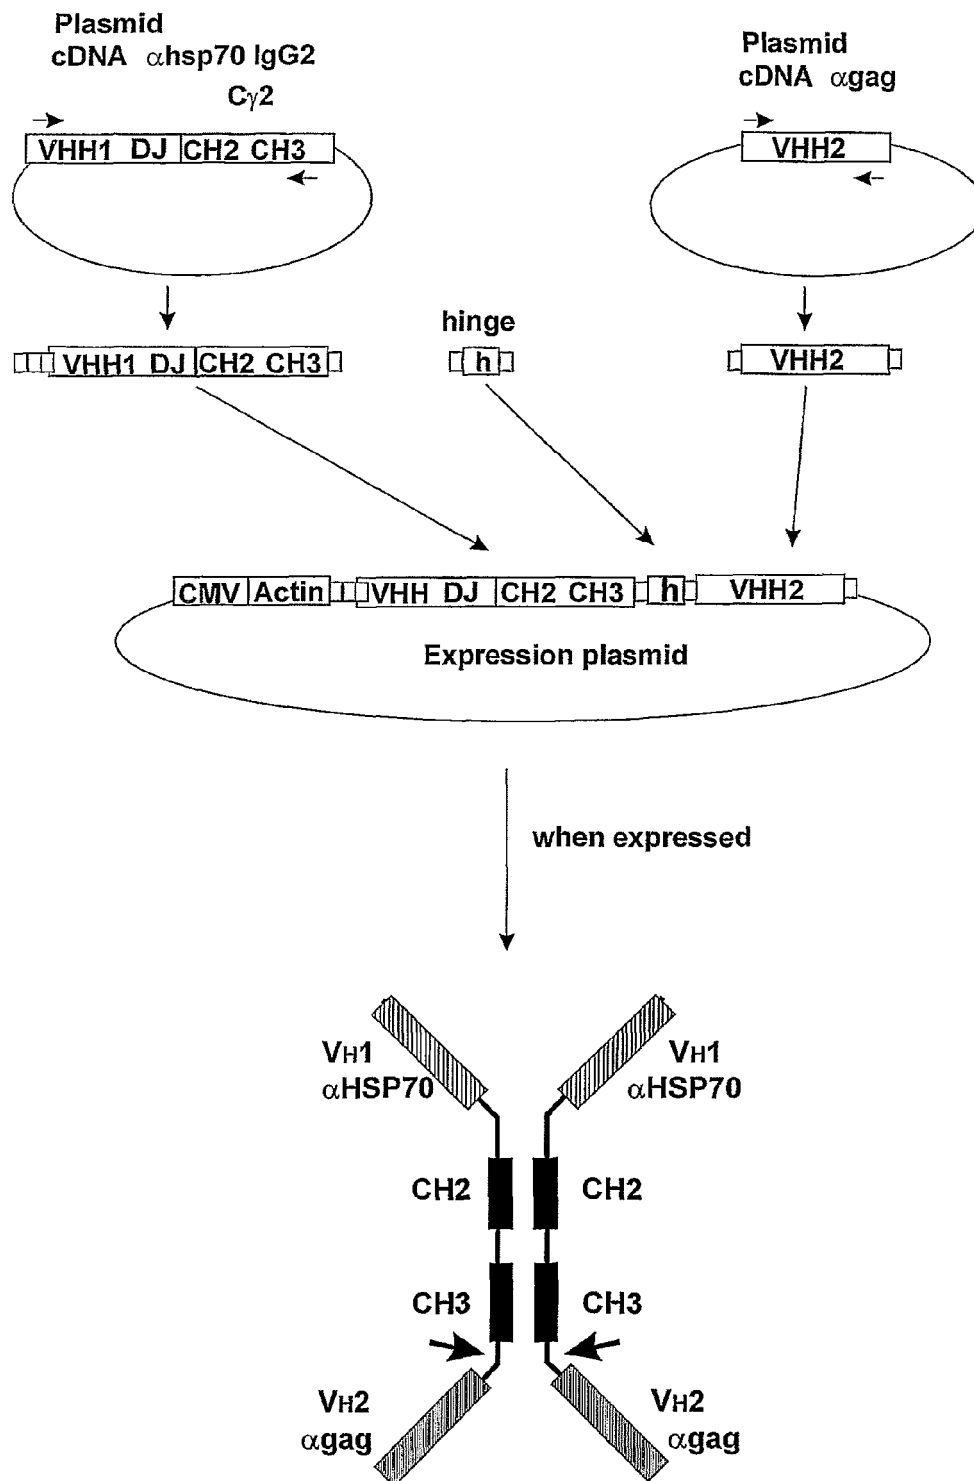 Plasmid
cDNA αhsp70 IgG2
Cγ2
VHH1 DJ CH2 CH3
Plasmid
cDNA αgag
VHH2
hinge
VHH1 DJ CH2 CH3
h
VHH2
CMV Actin VHH DJ CH2 CH3 h VHH2
Expression plasmid
when expressed
VH1
αHSP70
VH1
αHSP70
CH2
CH2
CH3
CH3
VH2
αgag
VH2
αgag